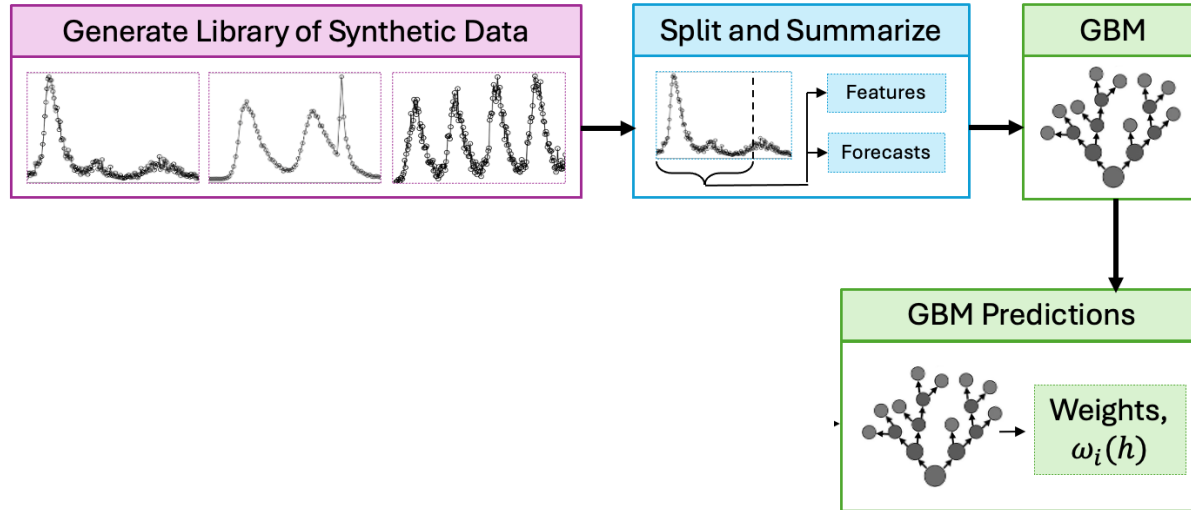 Generate Library of Synthetic Data
Split and Summarize
GBM
Features
Forecasts
GBM Predictions
Weights,
ωᵢ(h)